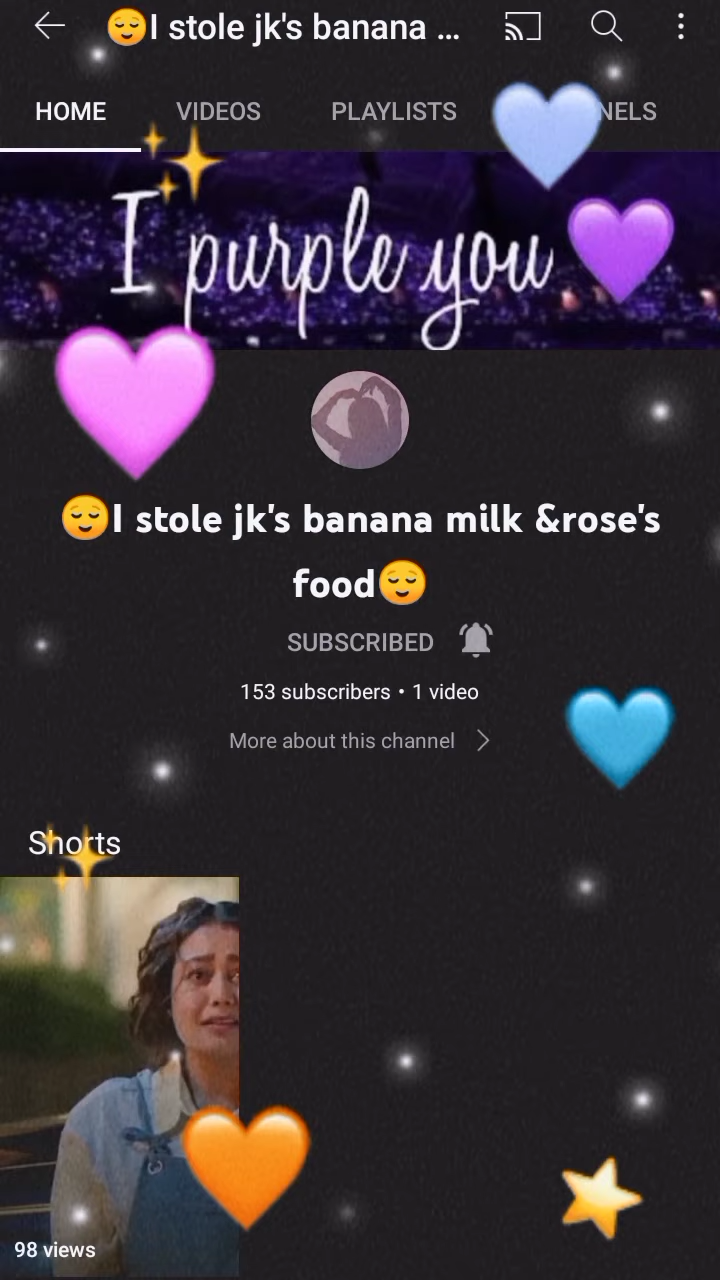 😌I stole jk's banana ...
HOME VIDEOS PLAYLISTS NELS
I purple you
😌I stole jk's banana milk &rose's
food😌
SUBSCRIBED
153 subscribers • 1 video
More about this channel
Shorts
98 views